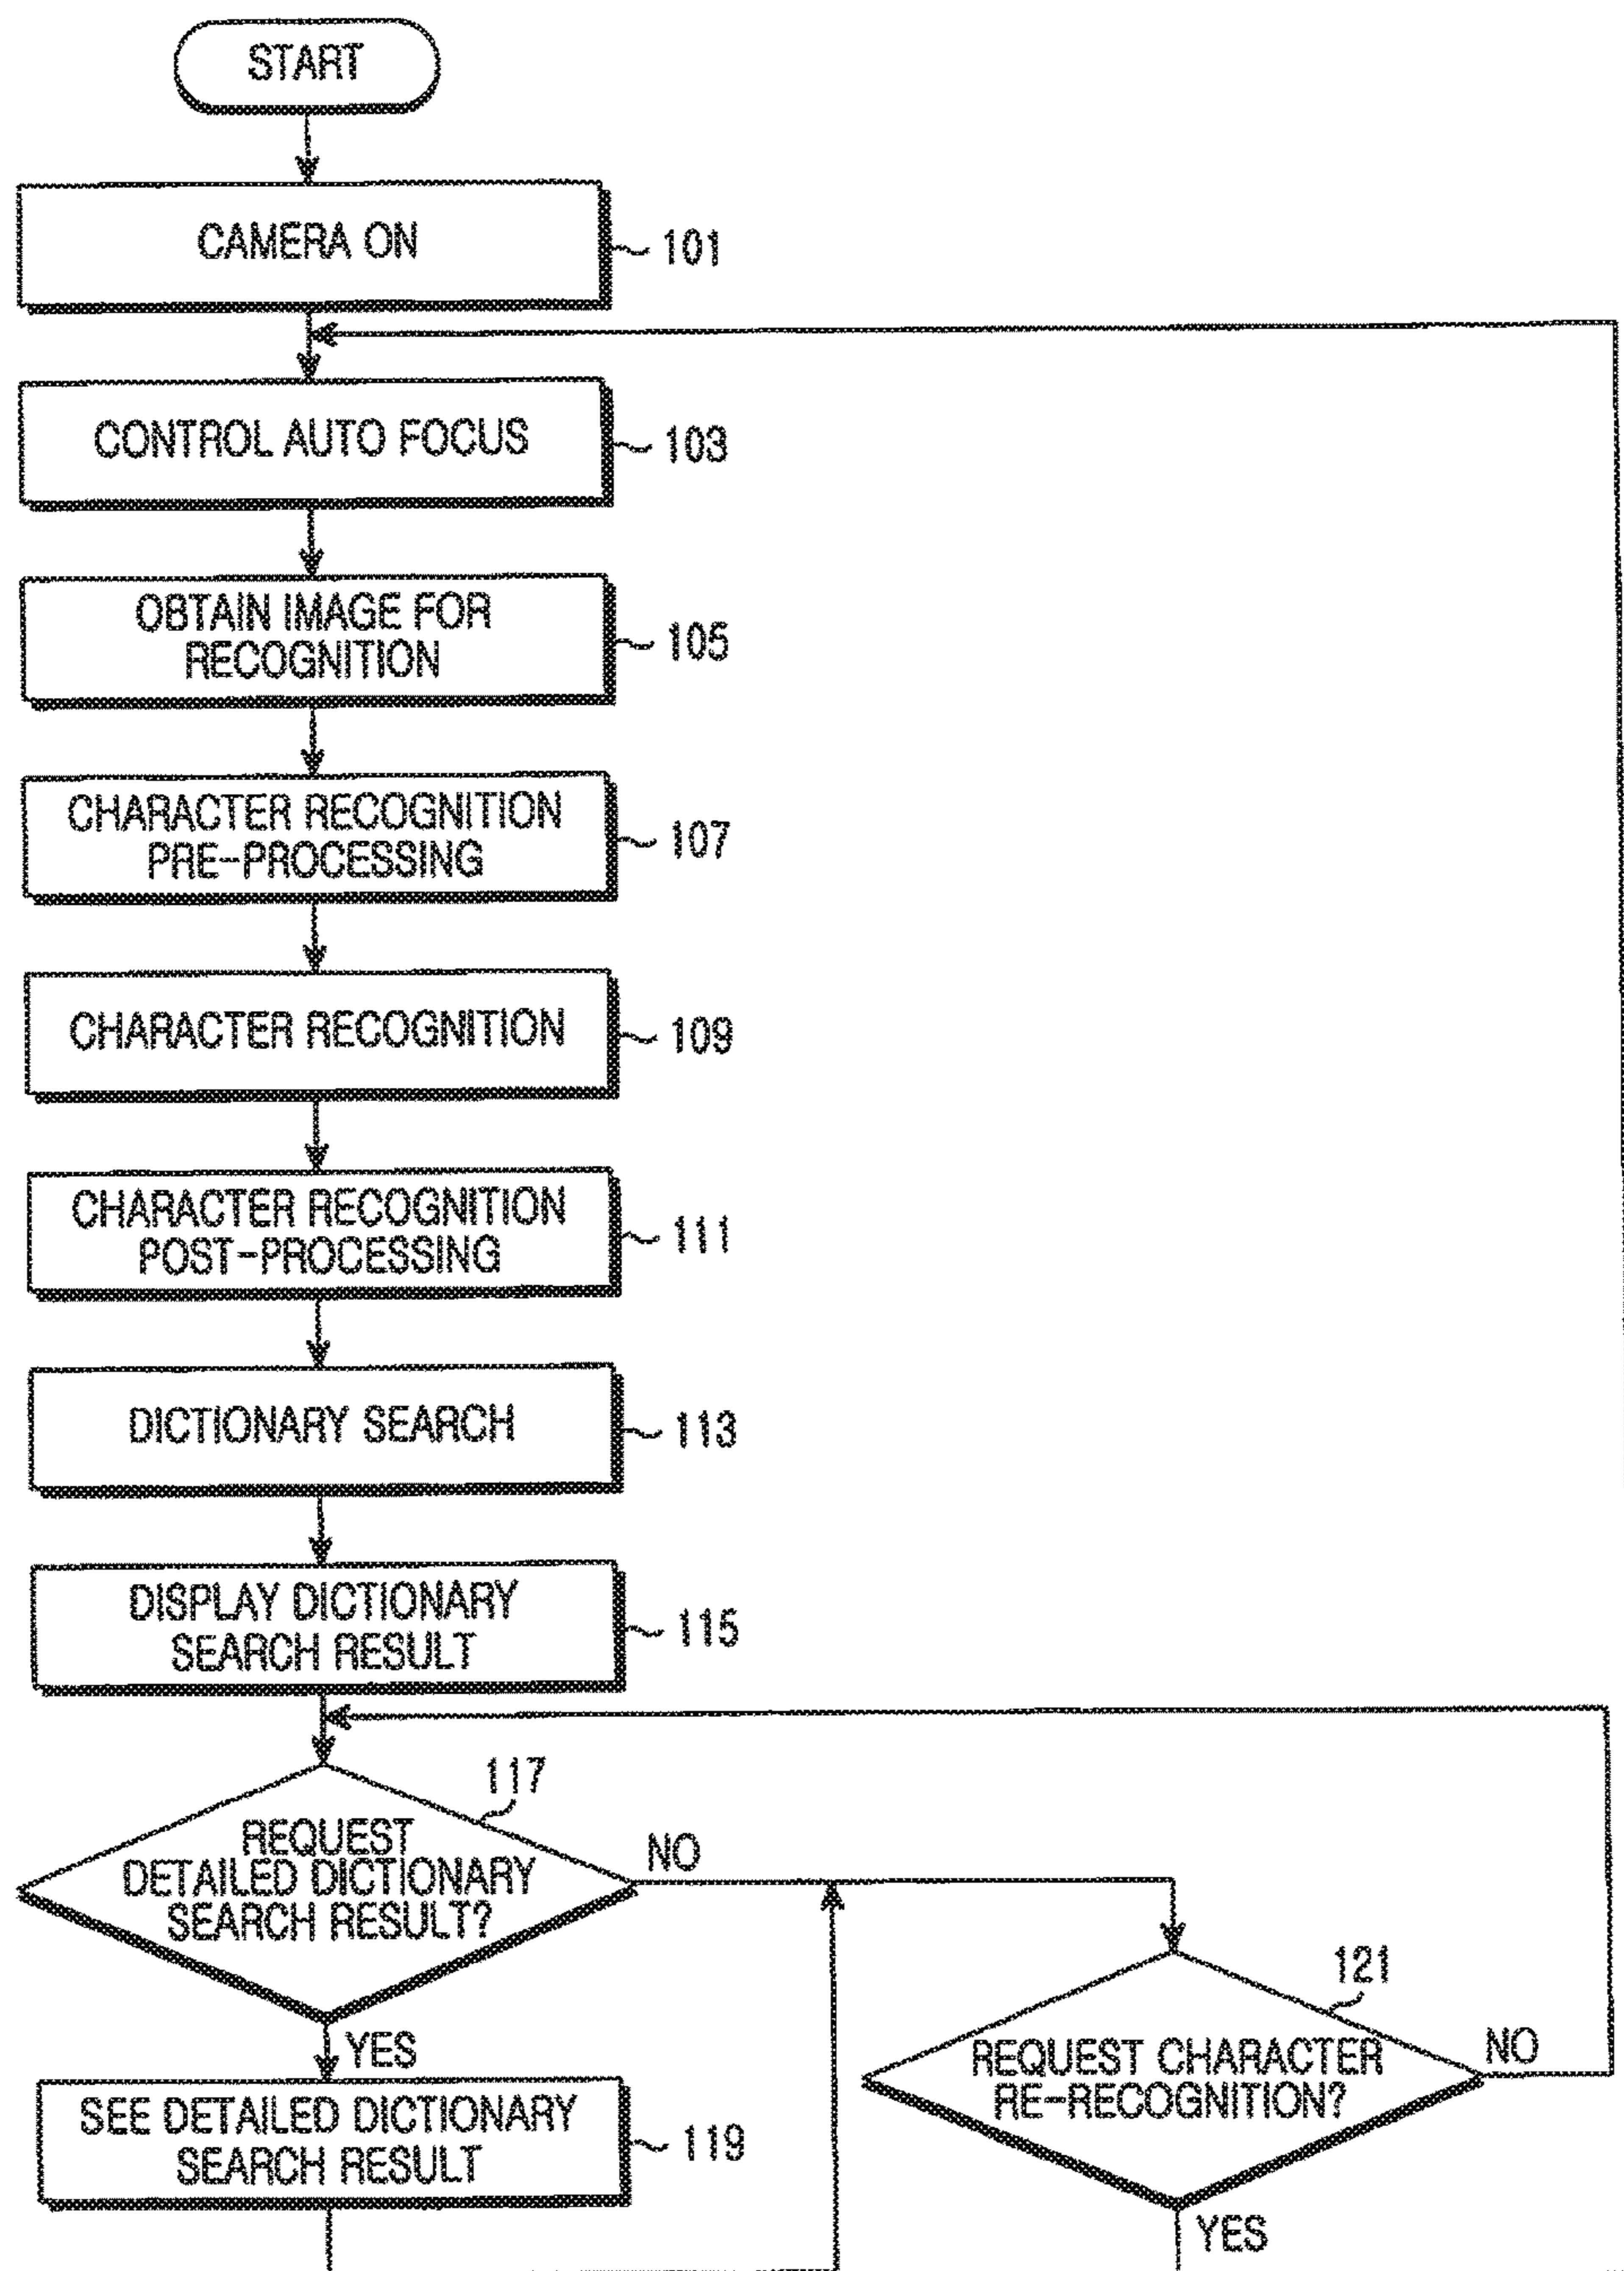 START
CAMERA ON
101
CONTROL AUTO FOCUS
103
OBTAIN IMAGE FOR
RECOGNITION
105
CHARACTER RECOGNITION
PRE-PROCESSING
107
CHARACTER RECOGNITION
109
CHARACTER RECOGNITION
POST-PROCESSING
111
DICTIONARY SEARCH
113
DISPLAY DICTIONARY
SEARCH RESULT
115
117
REQUEST
DETAILED DICTIONARY
SEARCH RESULT?
NO
YES
SEE DETAILED DICTIONARY
SEARCH RESULT
119
121
REQUEST CHARACTER
RE-RECOGNITION?
NO
YES